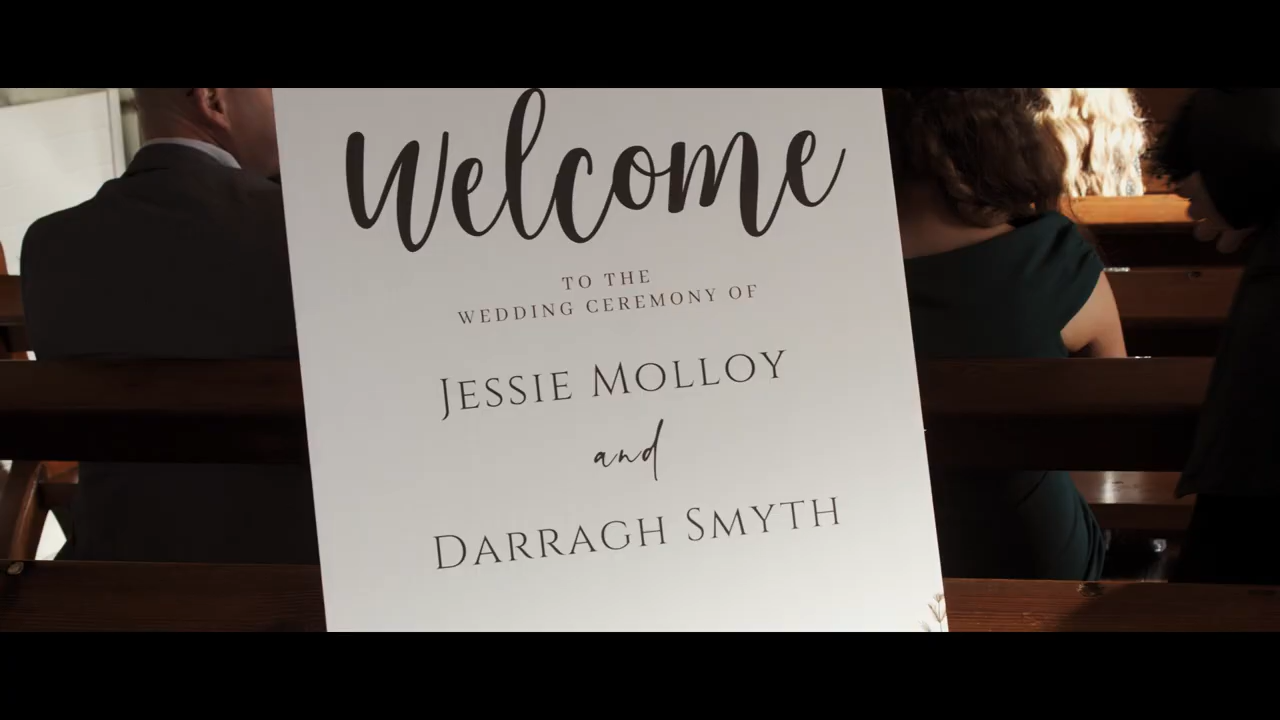 Welcome
TO THE
WEDDING CEREMONY OF
JESSIE MOLLOY
and
DARRAGH SMYTH